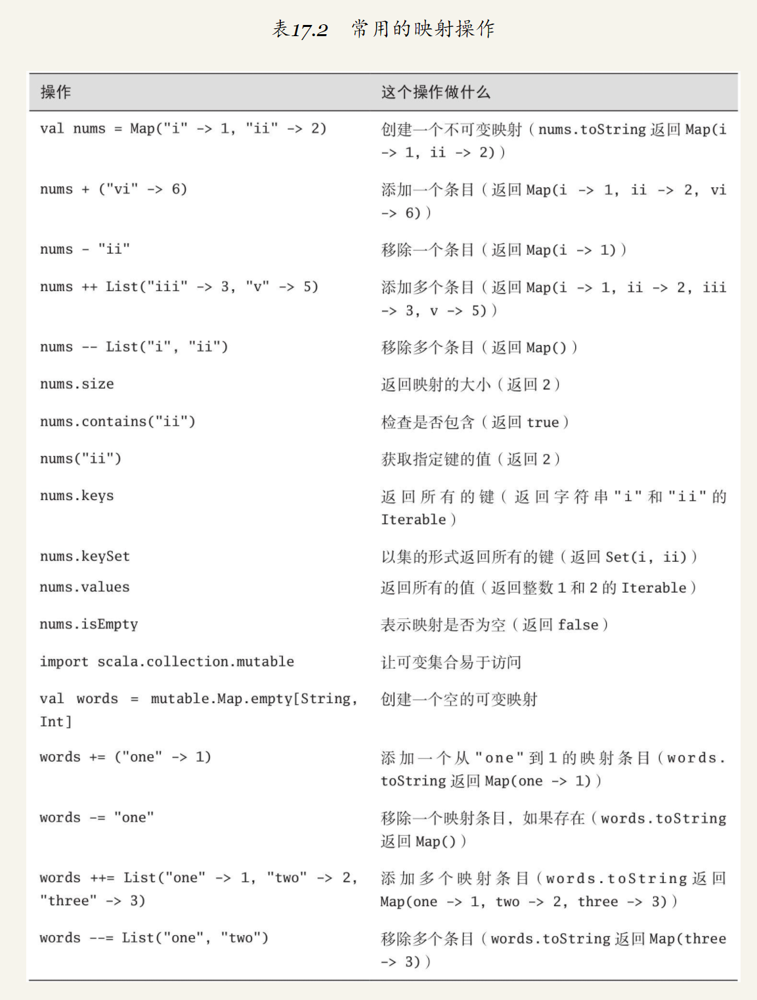 表17.2 常用的映射操作
操作 这个操作做什么
val nums = Map("i" -> 1, "ii" -> 2) 创建一个不可变映射（nums.toString 返回 Map(i
-> 1, ii -> 2)）
nums + ("vi" -> 6) 添加一个条目（返回 Map(i -> 1, ii -> 2, vi
-> 6)）
nums - "ii" 移除一个条目（返回 Map(i -> 1)）
nums ++ List("iii" -> 3, "v" -> 5) 添加多个条目（返回 Map(i -> 1, ii -> 2, iii
-> 3, v -> 5)）
nums -- List("i", "ii") 移除多个条目（返回 Map()）
nums.size 返回映射的大小（返回 2）
nums.contains("ii") 检查是否包含（返回 true）
nums("ii") 获取指定键的值（返回 2）
nums.keys 返回所有的键（返回字符串"i"和"ii"的
Iterable）
nums.keySet 以集的形式返回所有的键（返回 Set(i, ii)）
nums.values 返回所有的值（返回整数 1 和 2 的 Iterable）
nums.isEmpty 表示映射是否为空（返回 false）
import scala.collection.mutable 让可变集合易于访问
val words = mutable.Map.empty[String, 创建一个空的可变映射
Int]
words += ("one" -> 1) 添加一个从"one"到1的映射条目（words.
toString 返回 Map(one -> 1)）
words -= "one" 移除一个映射条目，如果存在（words.toString
返回 Map()）
words ++= List("one" -> 1, "two" -> 2, 添加多个映射条目（words.toString 返回
"three" -> 3) Map(one -> 1, two -> 2, three -> 3)）
words --= List("one", "two") 移除多个条目（words.toString 返回 Map(three
-> 3)）